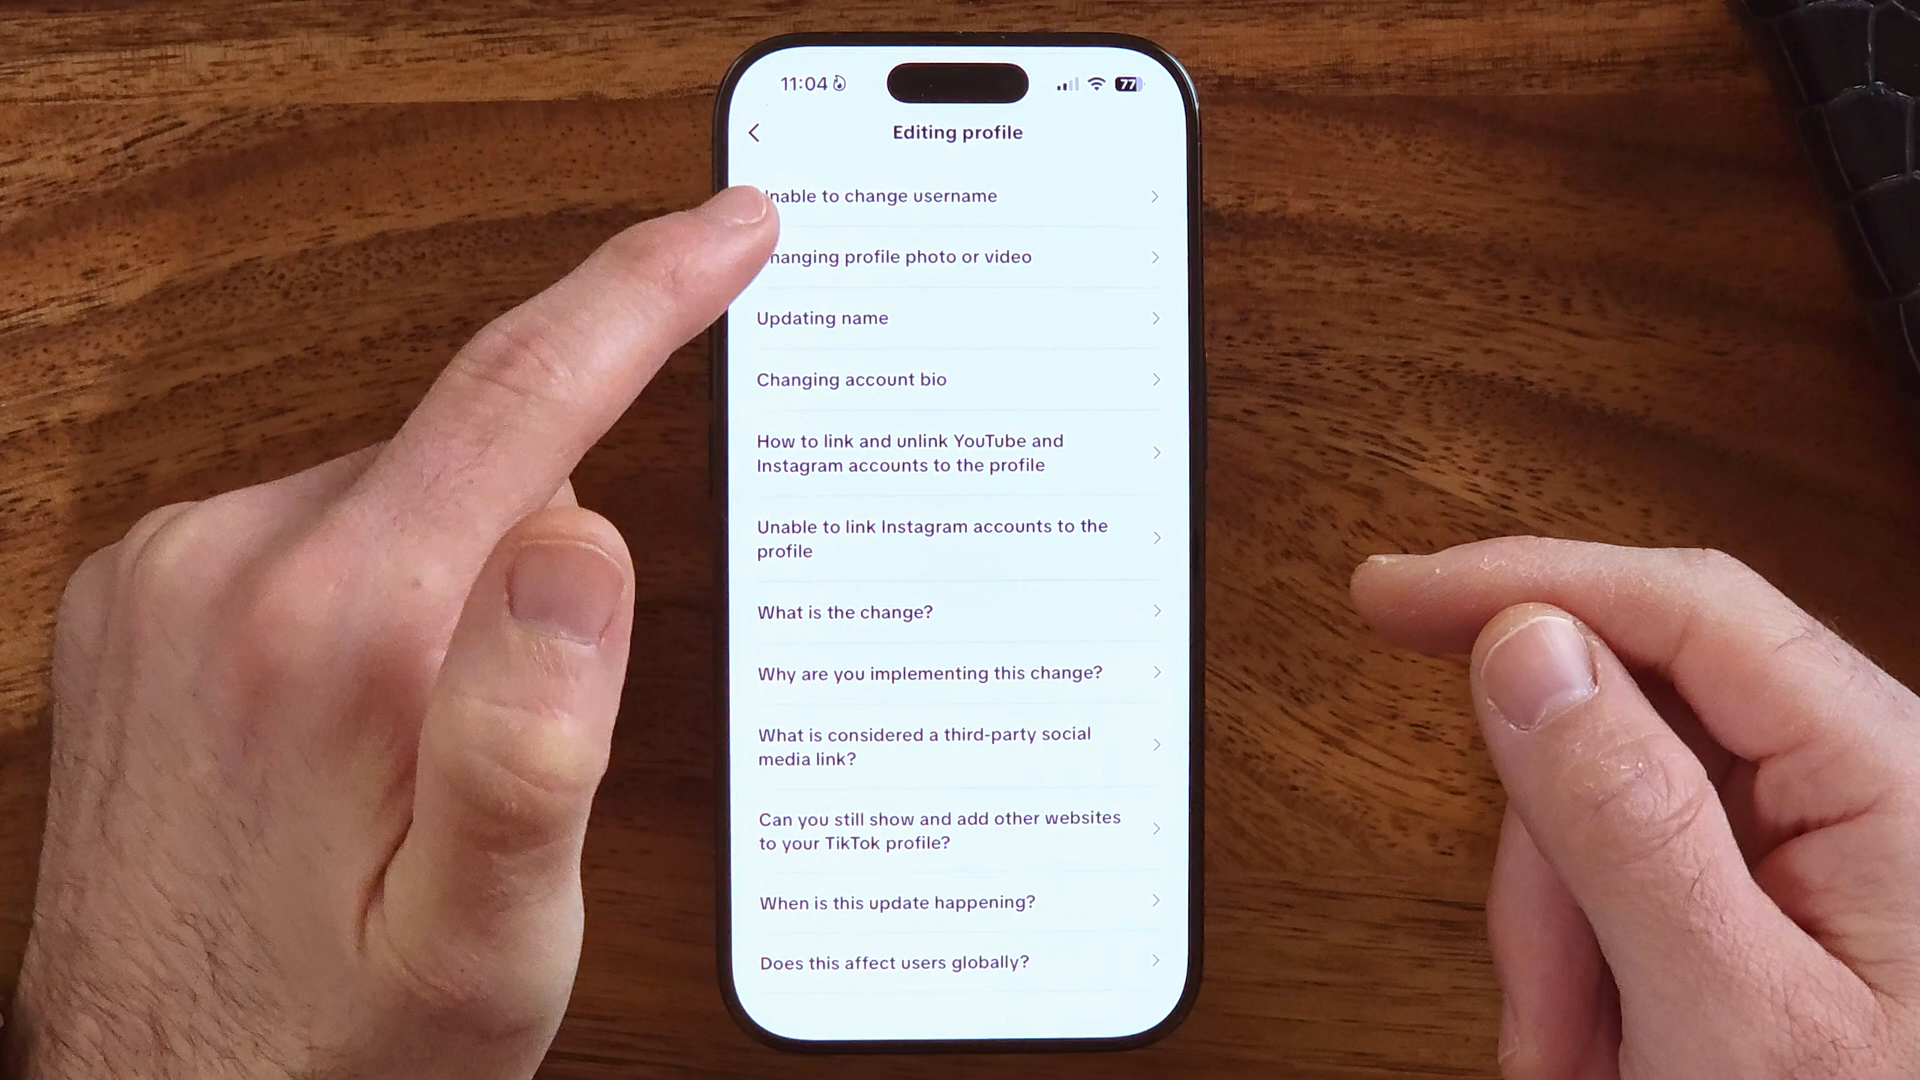 11:04
77
Editing profile
nable to change username
hanging profile photo or video
Updating name
Changing account bio
How to link and unlink YouTube and
Instagram accounts to the profile
Unable to link Instagram accounts to the
profile
What is the change?
Why are you implementing this change?
What is considered a third-party social
media link?
Can you still show and add other websites
to your TikTok profile?
When is this update happening?
Does this affect users globally?